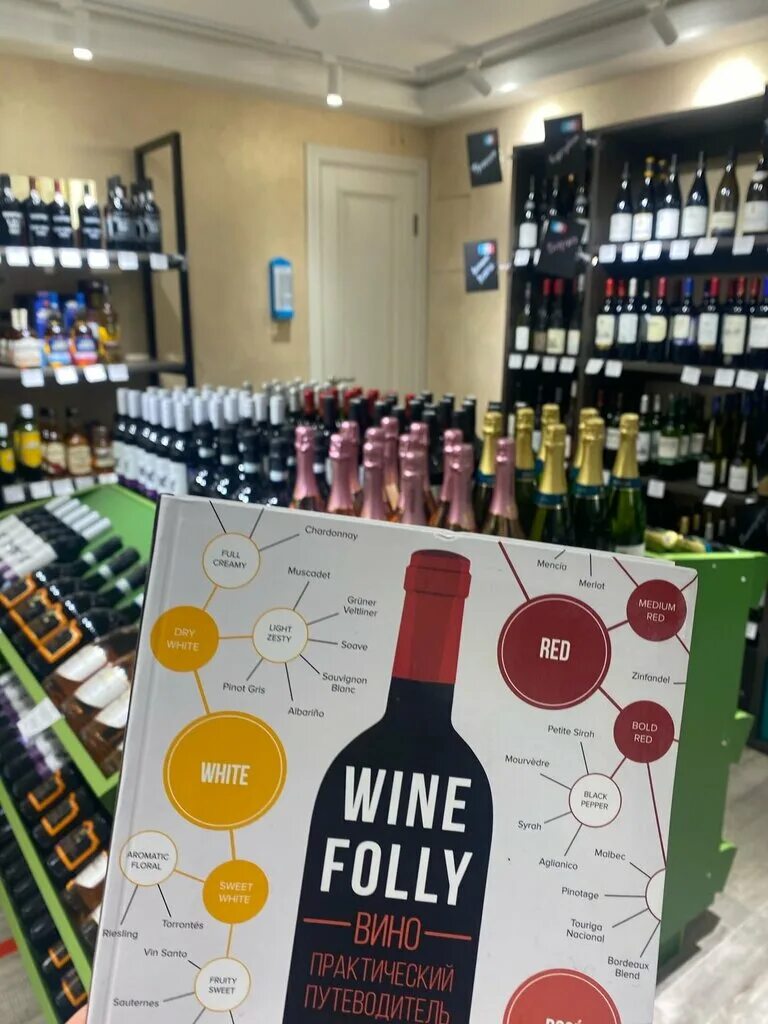 Chardonnay
FULL
CREAMY
Muscadet
Grüner
Veltliner
DRY
WHITE
LIGHT
ZESTY
Soave
Sauvignon
Blanc
Pinot Gris
Albariño
WHITE
AROMATIC
FLORAL
SWEET
WHITE
Riesling
Torrontés
Vin Santo
FRUITY
SWEET
Sauternes
WINE
FOLLY
ВИНО
ПРАКТИЧЕСКИЙ
ПУТЕВОДИТЕЛЬ
Mencía
Merlot
MEDIUM
RED
RED
Zinfandel
BOLD
RED
Petite Sirah
Mourvèdre
BLACK
PEPPER
Syrah
Aglianico
Malbec
Pinotage
Touriga
Nacional
Bordeaux
Blend
ROSÉ